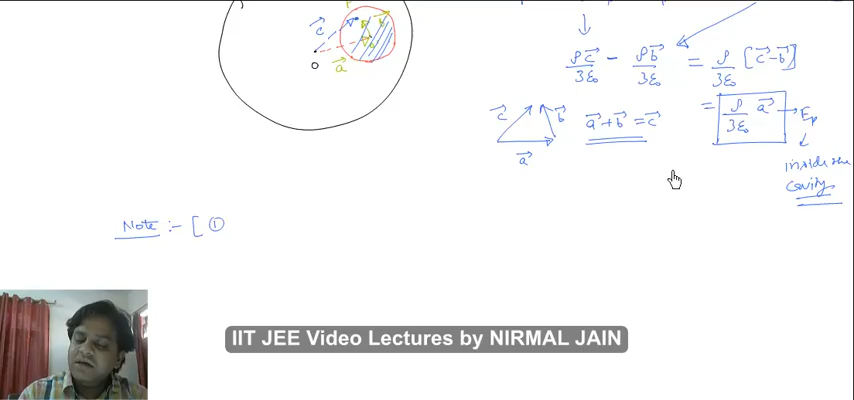 P
r
c⃗
b
o
a⃗
ρc⃗/3ε₀ - ρb⃗/3ε₀ = ρ/3ε₀ [c⃗-b⃗]
= ρ/3ε₀ a⃗ → Ep
c⃗ b⃗ a⃗+b⃗=c⃗
a⃗
inside the
cavity
Note :- [ ①
IIT JEE Video Lectures by NIRMAL JAIN